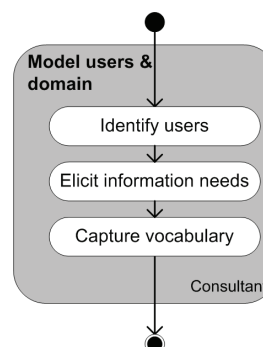 Model users &
domain
Identify users
Elicit information needs
Capture vocabulary
Consultan